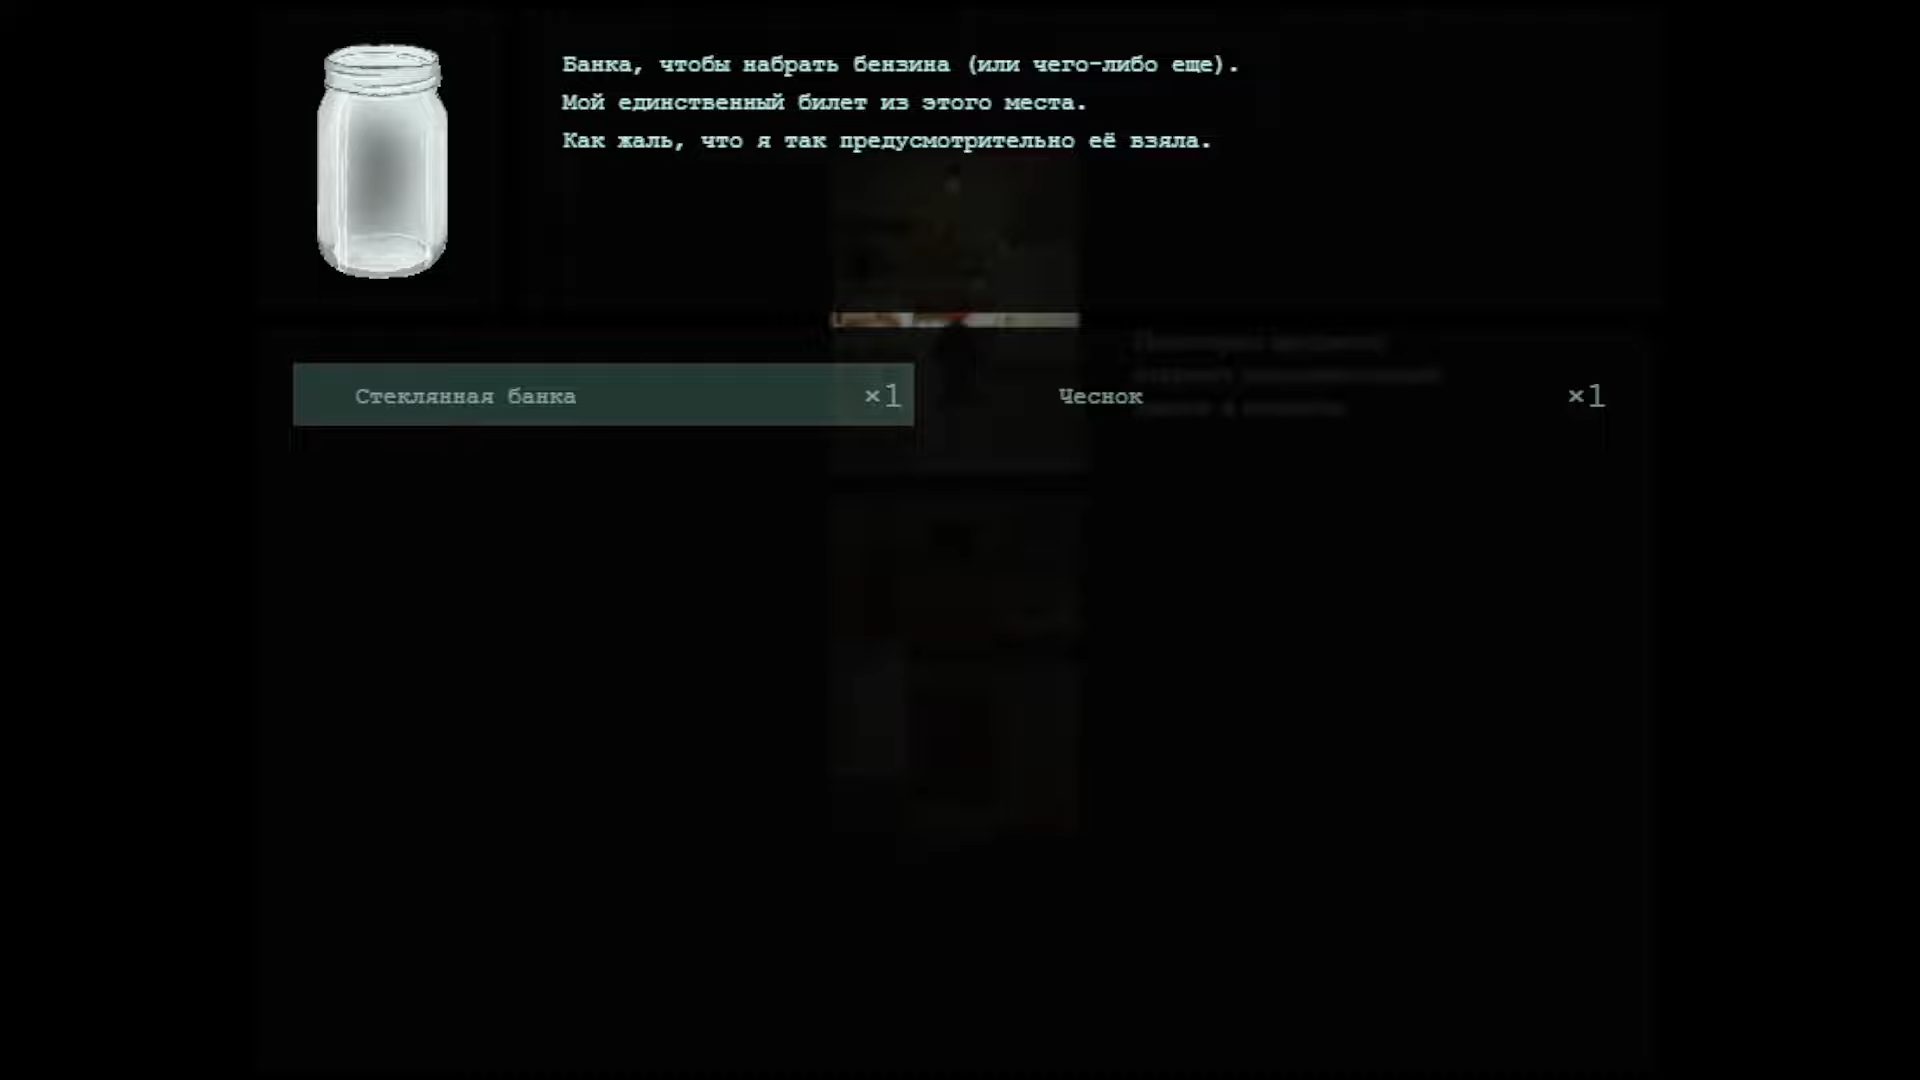 Банка, чтобы набрать бензина (или чего-либо еще).
Мой единственный билет из этого места.
Как жаль, что я так предусмотрительно её взяла.
Стеклянная банка ×1
Чеснок ×1